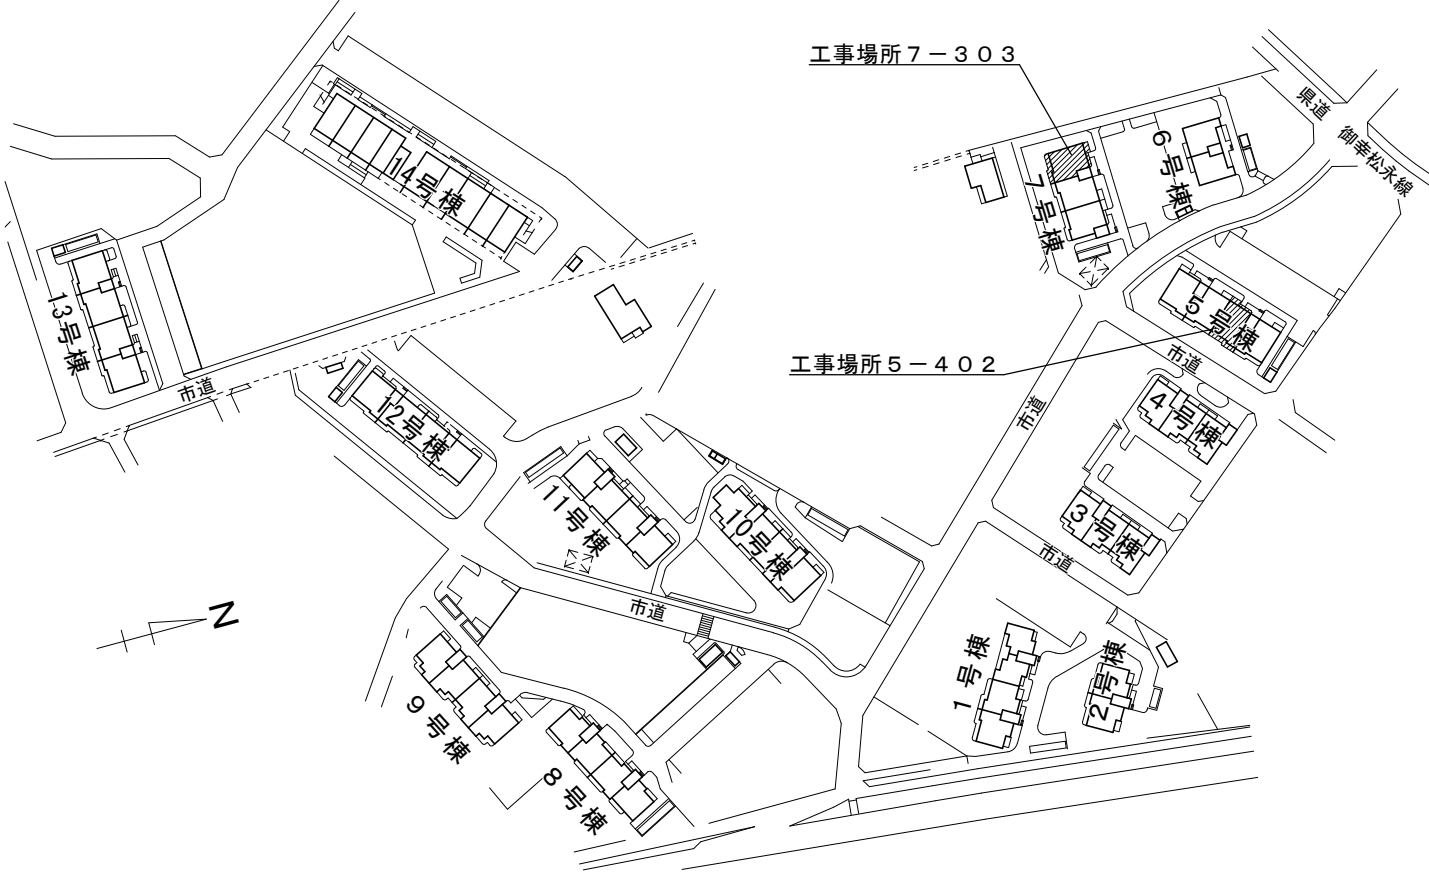 工事場所７－３０３
県道 御幸松永線
６号棟
７号棟
１４号棟
１３号棟
５号棟
工事場所５－４０２
市道
市道
４号棟
市道
１２号棟
１１号棟
１０号棟
３号棟
市道
市道
N
１号棟
２号棟
９号棟
８号棟